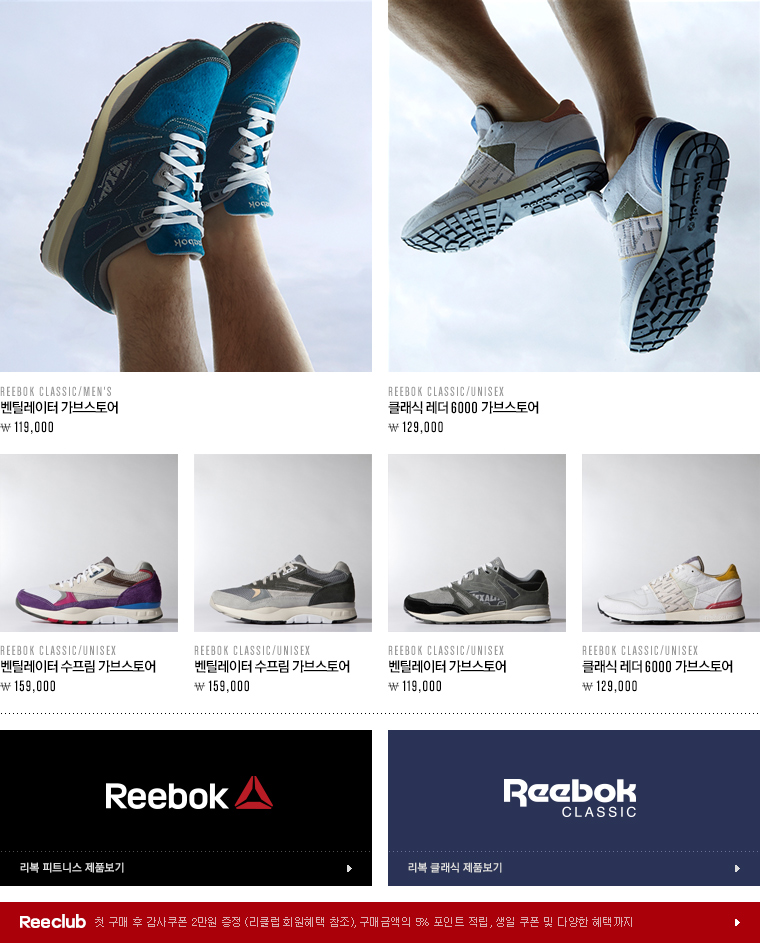 REEBOK CLASSIC/MEN'S
벤틸레이터 가브스토어
₩ 119,000
REEBOK CLASSIC/UNISEX
클래식 레더 6000 가브스토어
₩ 129,000
REEBOK CLASSIC/UNISEX
벤틸레이터 수프림 가브스토어
₩ 159,000
REEBOK CLASSIC/UNISEX
벤틸레이터 수프림 가브스토어
₩ 159,000
REEBOK CLASSIC/UNISEX
벤틸레이터 가브스토어
₩ 119,000
REEBOK CLASSIC/UNISEX
클래식 레더 6000 가브스토어
₩ 129,000
Reebok
리복 피트니스 제품보기
Reebok
CLASSIC
리복 클래식 제품보기
Reeclub 첫 구매 후 감사쿠폰 2만원 증정 (리클럽 회원혜택 참조), 구매금액의 5% 포인트 적립, 생일 쿠폰 및 다양한 혜택까지